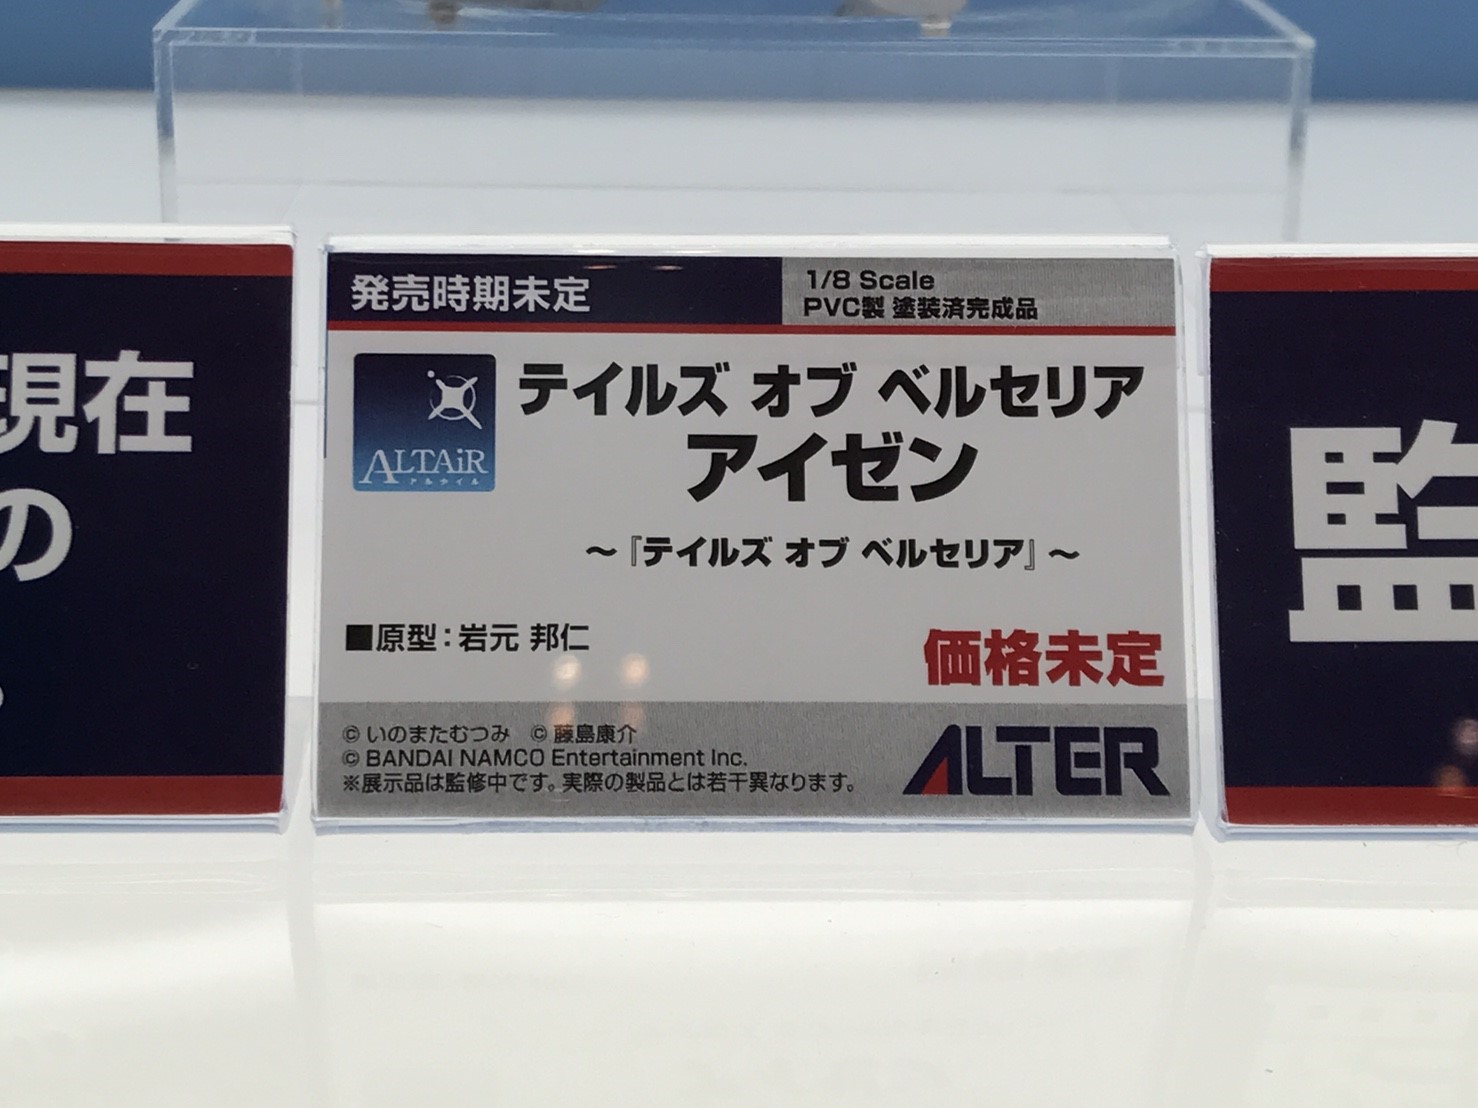 現在
の
発売時期未定
1/8 Scale
PVC製 塗装済完成品
ALTAiR
アルタイル
テイルズ オブ ベルセリア
アイゼン
～『テイルズ オブ ベルセリア』～
■原型：岩元 邦仁
価格未定
© いのまたむつみ © 藤島康介
© BANDAI NAMCO Entertainment Inc.
※展示品は監修中です。実際の製品とは若干異なります。
ALTER
監